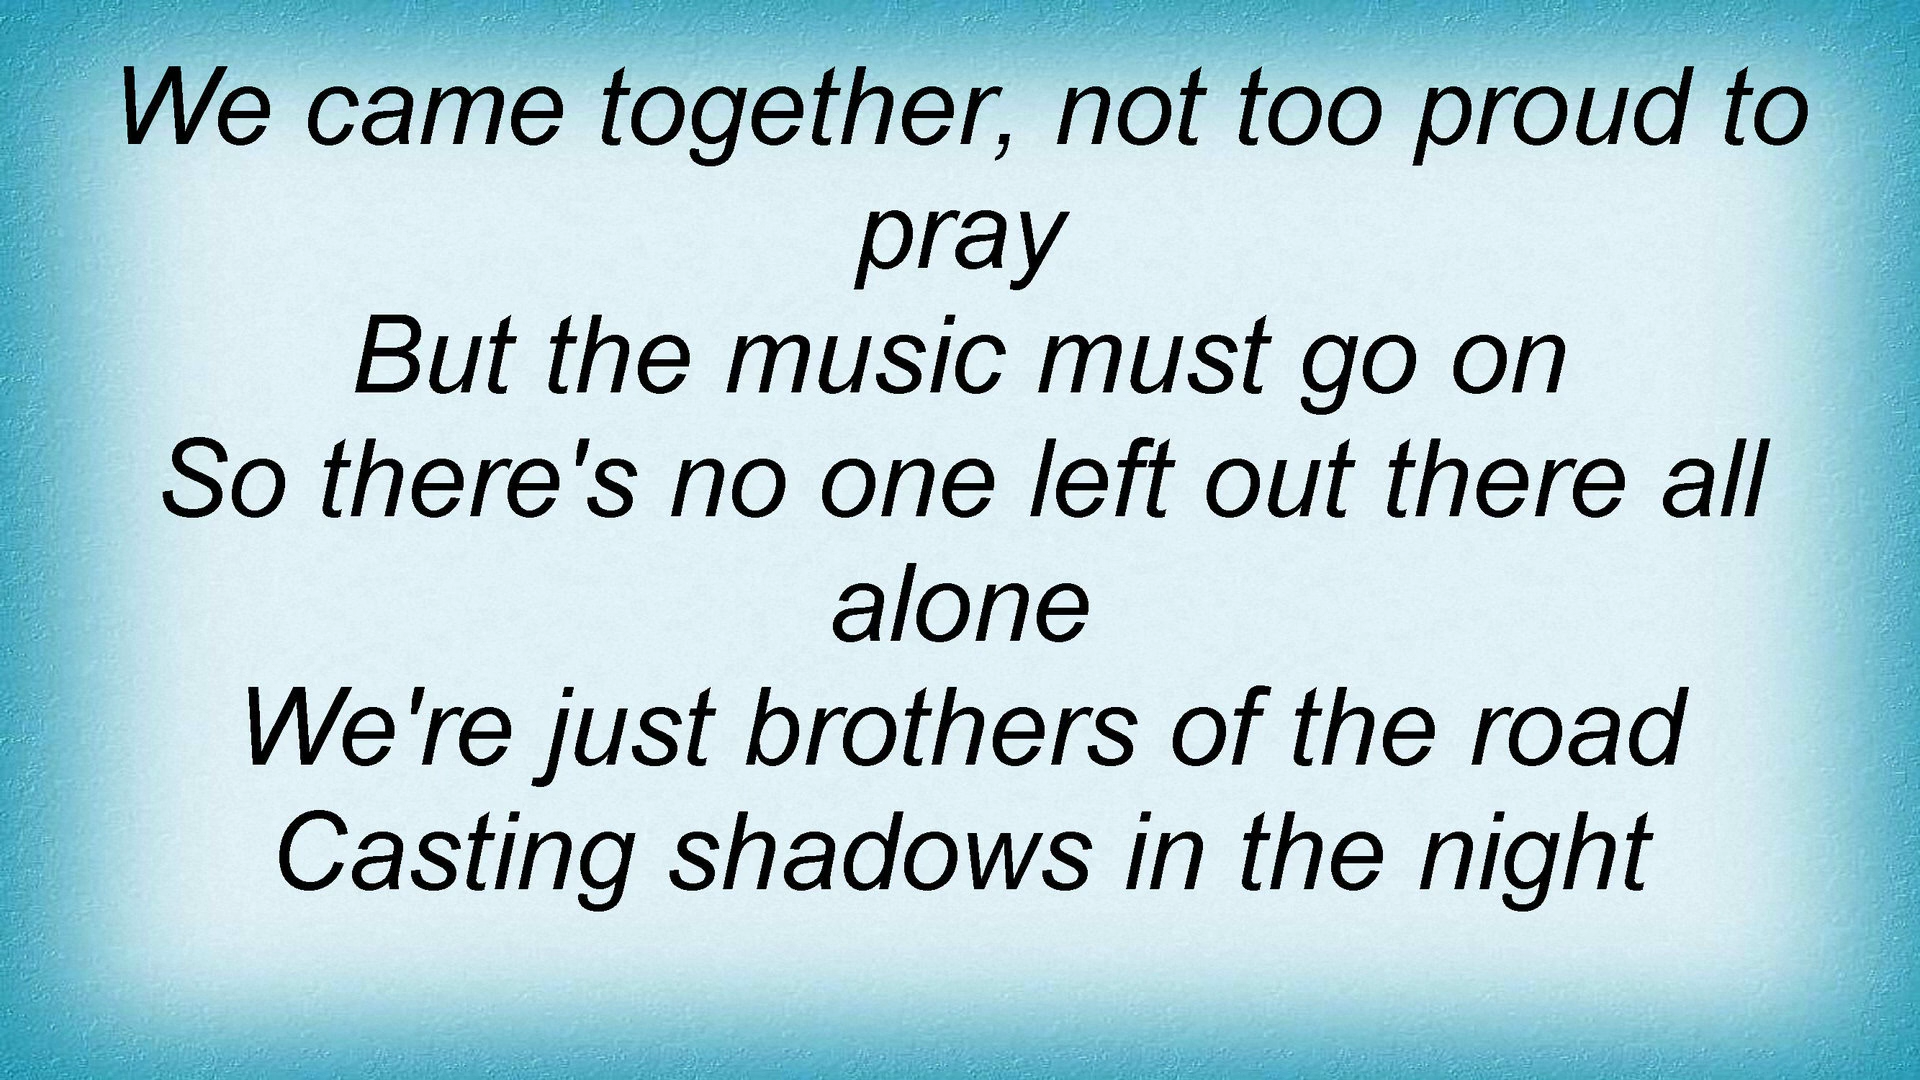 We came together, not too proud to
pray
But the music must go on
So there's no one left out there all
alone
We're just brothers of the road
Casting shadows in the night